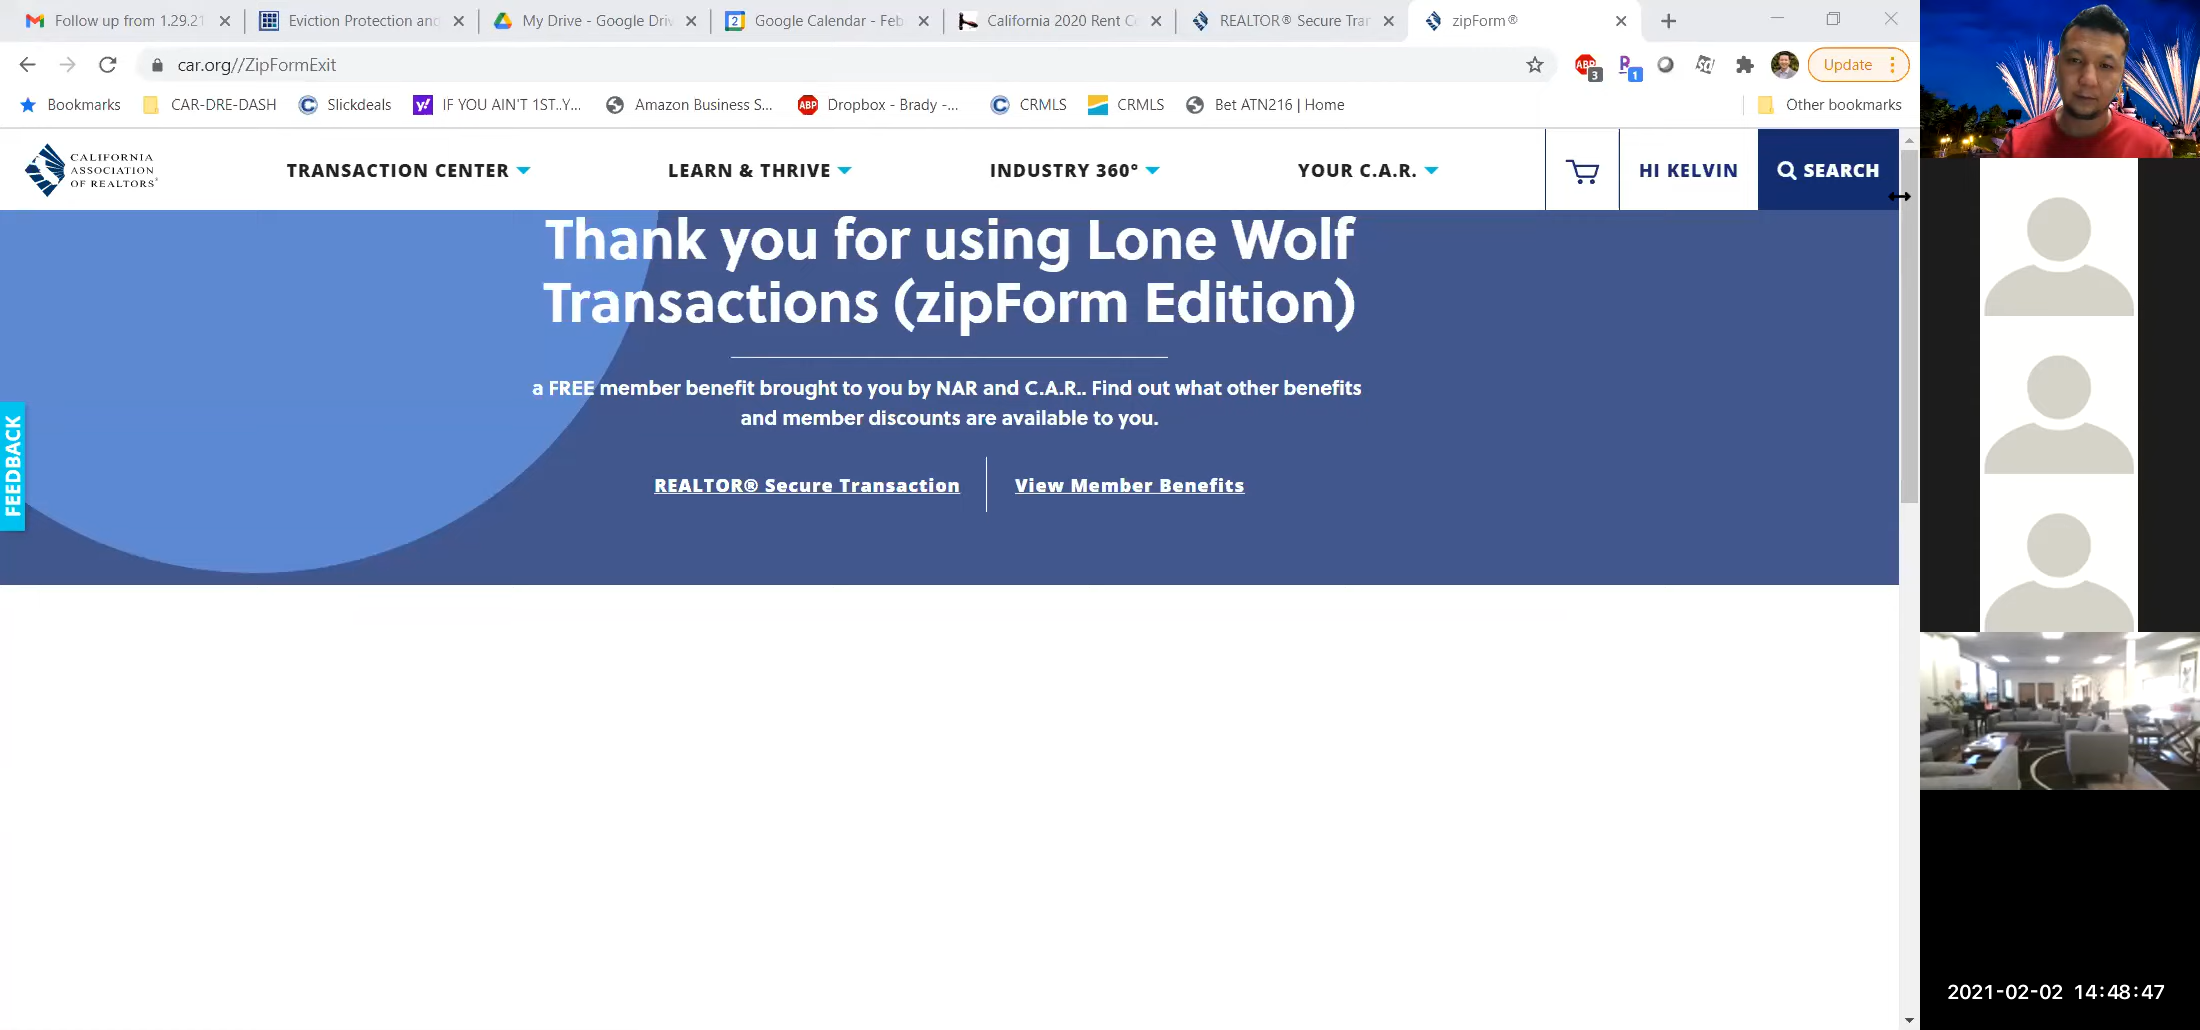 Follow up from 1.29.21
Eviction Protection and
My Drive - Google Driv
Google Calendar - Feb
California 2020 Rent Co
REALTOR® Secure Tran
zipForm®
car.org//ZipFormExit
ABP
3
1
Update
Bookmarks
CAR-DRE-DASH
Slickdeals
IF YOU AIN'T 1ST..Y...
Amazon Business S...
ABP
Dropbox - Brady -...
CRMLS
CRMLS
Bet ATN216 | Home
Other bookmarks
CALIFORNIA
ASSOCIATION
OF REALTORS®
TRANSACTION CENTER
LEARN & THRIVE
INDUSTRY 360°
YOUR C.A.R.
HI KELVIN
SEARCH
Thank you for using Lone Wolf
Transactions (zipForm Edition)
a FREE member benefit brought to you by NAR and C.A.R.. Find out what other benefits
and member discounts are available to you.
REALTOR® Secure Transaction
View Member Benefits
FEEDBACK
2021-02-02 14:48:47